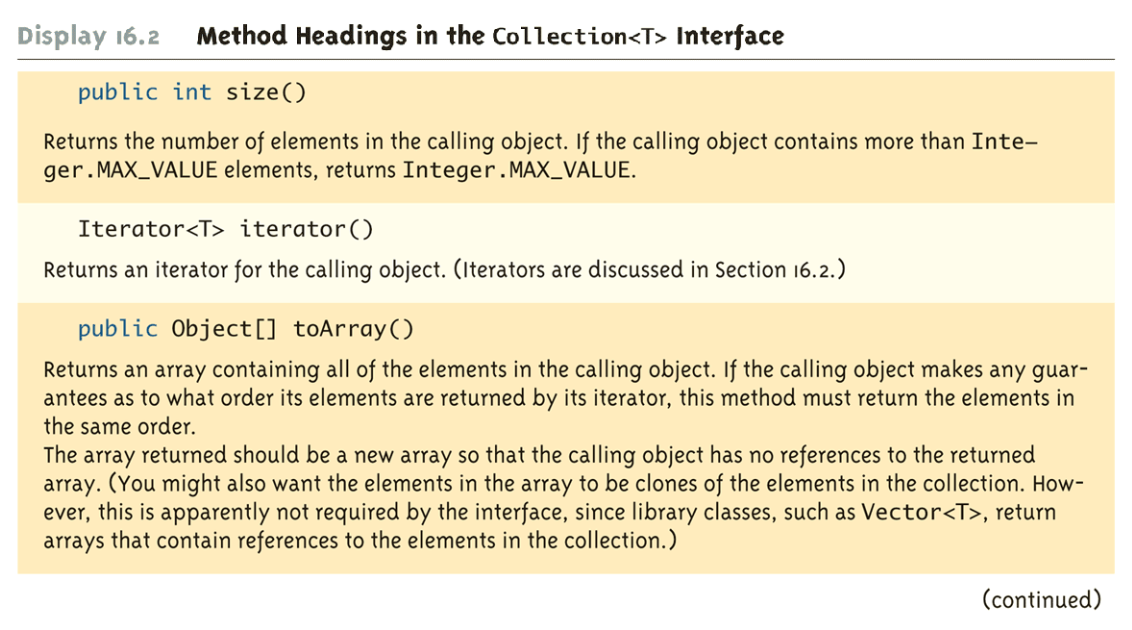 Display 16.2 Method Headings in the Collection<T> Interface
public int size()
Returns the number of elements in the calling object. If the calling object contains more than Inte–
ger.MAX_VALUE elements, returns Integer.MAX_VALUE.
Iterator<T> iterator()
Returns an iterator for the calling object. (Iterators are discussed in Section 16.2.)
public Object[] toArray()
Returns an array containing all of the elements in the calling object. If the calling object makes any guar-
antees as to what order its elements are returned by its iterator, this method must return the elements in
the same order.
The array returned should be a new array so that the calling object has no references to the returned
array. (You might also want the elements in the array to be clones of the elements in the collection. How-
ever, this is apparently not required by the interface, since library classes, such as Vector<T>, return
arrays that contain references to the elements in the collection.)
(continued)